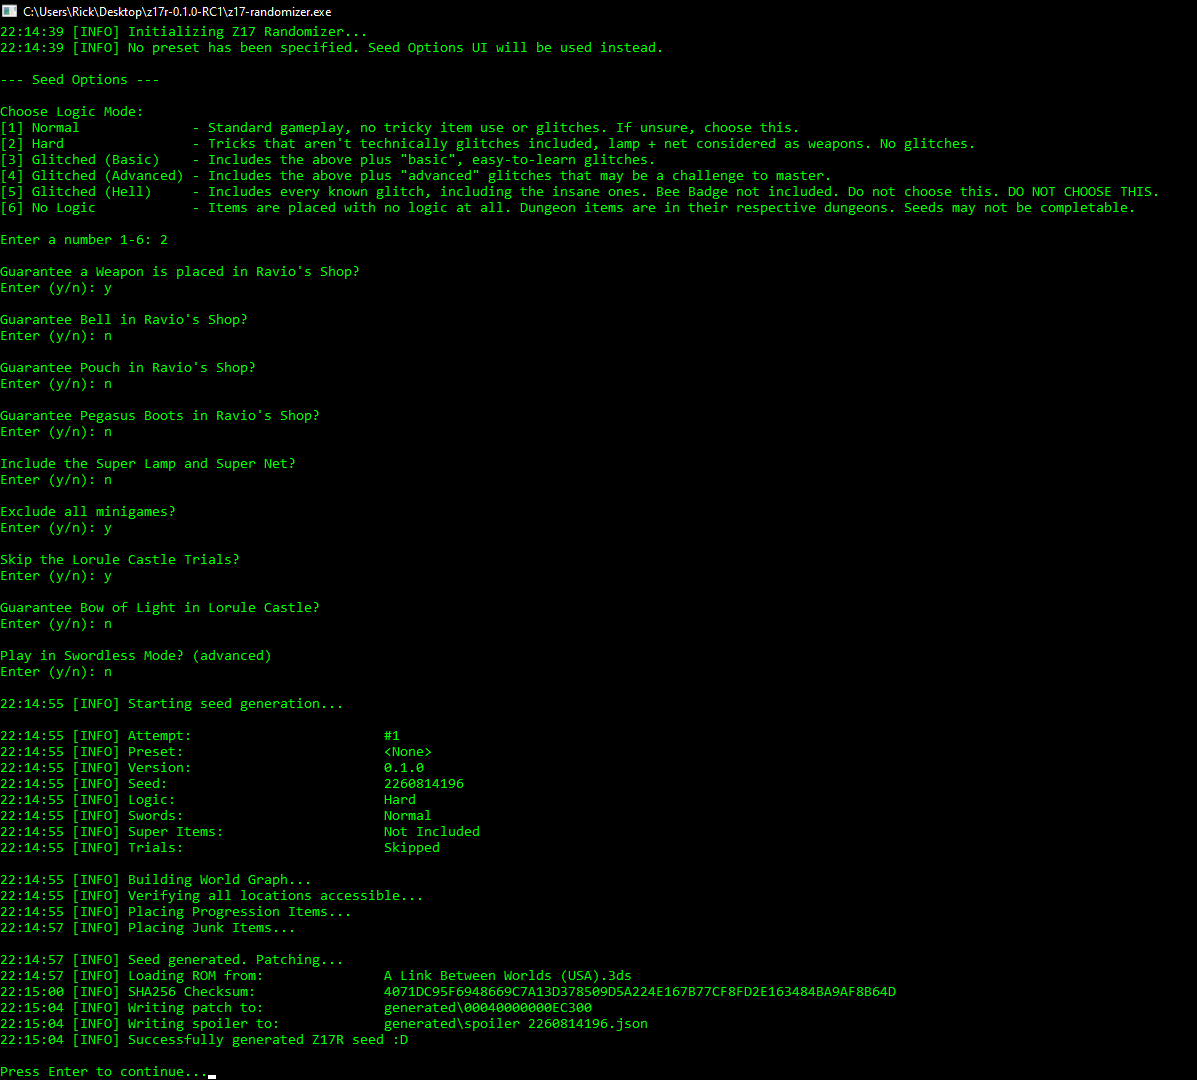 C:\Users\Rick\Desktop\z17r-0.1.0-RC1\z17-randomizer.exe
22:14:39 [INFO] Initializing Z17 Randomizer...
22:14:39 [INFO] No preset has been specified. Seed Options UI will be used instead.
--- Seed Options ---
Choose Logic Mode:
[1] Normal - Standard gameplay, no tricky item use or glitches. If unsure, choose this.
[2] Hard - Tricks that aren't technically glitches included, lamp + net considered as weapons. No glitches.
[3] Glitched (Basic) - Includes the above plus "basic", easy-to-learn glitches.
[4] Glitched (Advanced) - Includes the above plus "advanced" glitches that may be a challenge to master.
[5] Glitched (Hell) - Includes every known glitch, including the insane ones. Bee Badge not included. Do not choose this. DO NOT CHOOSE THIS.
[6] No Logic - Items are placed with no logic at all. Dungeon items are in their respective dungeons. Seeds may not be completable.
Enter a number 1-6: 2
Guarantee a Weapon is placed in Ravio's Shop?
Enter (y/n): y
Guarantee Bell in Ravio's Shop?
Enter (y/n): n
Guarantee Pouch in Ravio's Shop?
Enter (y/n): n
Guarantee Pegasus Boots in Ravio's Shop?
Enter (y/n): n
Include the Super Lamp and Super Net?
Enter (y/n): n
Exclude all minigames?
Enter (y/n): y
Skip the Lorule Castle Trials?
Enter (y/n): y
Guarantee Bow of Light in Lorule Castle?
Enter (y/n): n
Play in Swordless Mode? (advanced)
Enter (y/n): n
22:14:55 [INFO] Starting seed generation...
22:14:55 [INFO] Attempt: #1
22:14:55 [INFO] Preset: <None>
22:14:55 [INFO] Version: 0.1.0
22:14:55 [INFO] Seed: 2260814196
22:14:55 [INFO] Logic: Hard
22:14:55 [INFO] Swords: Normal
22:14:55 [INFO] Super Items: Not Included
22:14:55 [INFO] Trials: Skipped
22:14:55 [INFO] Building World Graph...
22:14:55 [INFO] Verifying all locations accessible...
22:14:55 [INFO] Placing Progression Items...
22:14:57 [INFO] Placing Junk Items...
22:14:57 [INFO] Seed generated. Patching...
22:14:57 [INFO] Loading ROM from: A Link Between Worlds (USA).3ds
22:15:00 [INFO] SHA256 Checksum: 4071DC95F6948669C7A13D378509D5A224E167B77CF8FD2E163484BA9AF8B64D
22:15:04 [INFO] Writing patch to: generated\00040000000EC300
22:15:04 [INFO] Writing spoiler to: generated\spoiler 2260814196.json
22:15:04 [INFO] Successfully generated Z17R seed :D
Press Enter to continue...